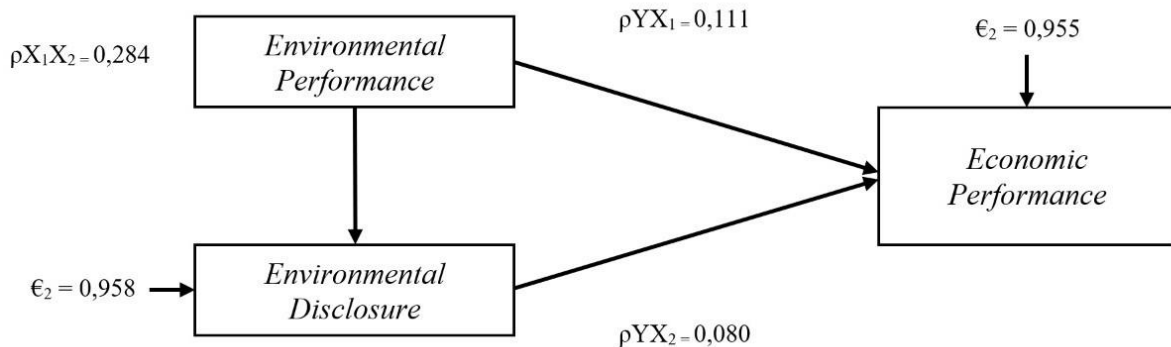 ρYX₁ = 0,111
€₂ = 0,955
ρX₁X₂ = 0,284
Environmental
Performance
Economic
Performance
€₂ = 0,958
Environmental
Disclosure
ρYX₂ = 0,080